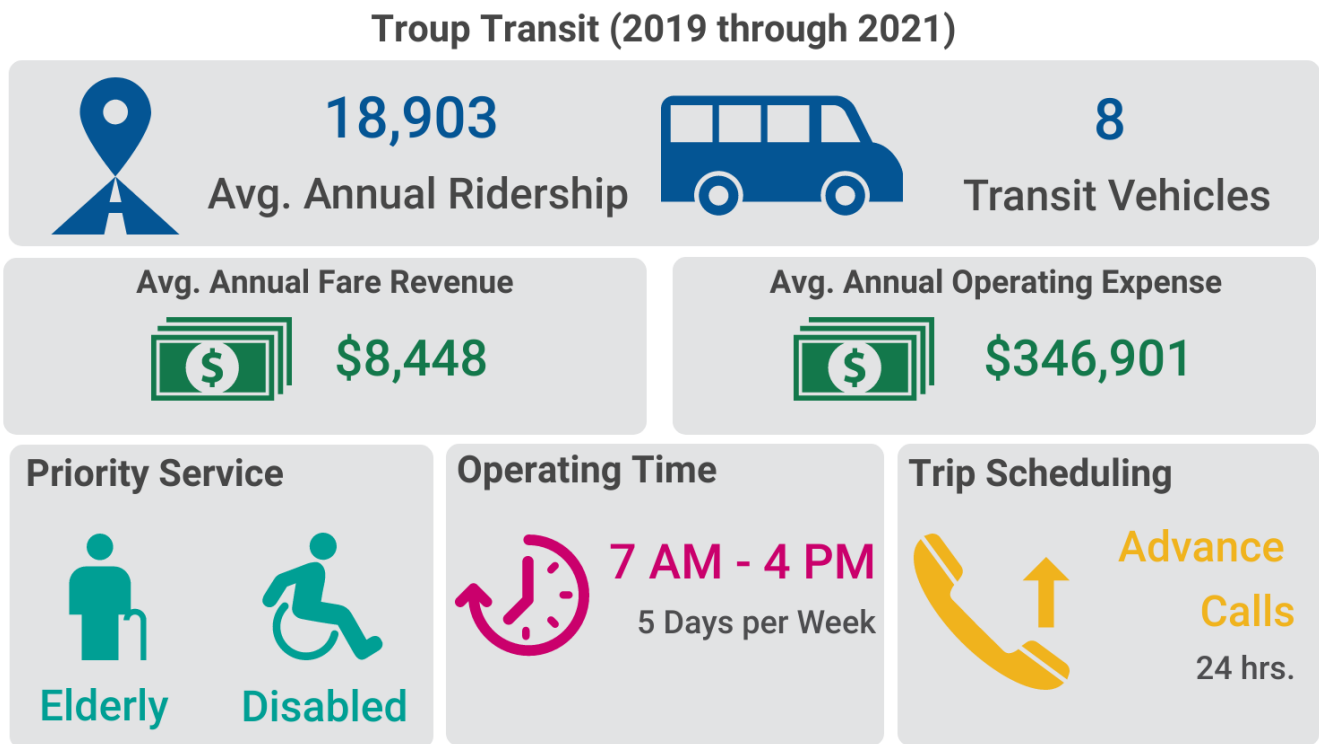 Troup Transit (2019 through 2021)
18,903
Avg. Annual Ridership
8
Transit Vehicles
Avg. Annual Fare Revenue
$
$8,448
Avg. Annual Operating Expense
$
$346,901
Priority Service
Elderly
Disabled
Operating Time
7 AM - 4 PM
5 Days per Week
Trip Scheduling
Advance
Calls
24 hrs.